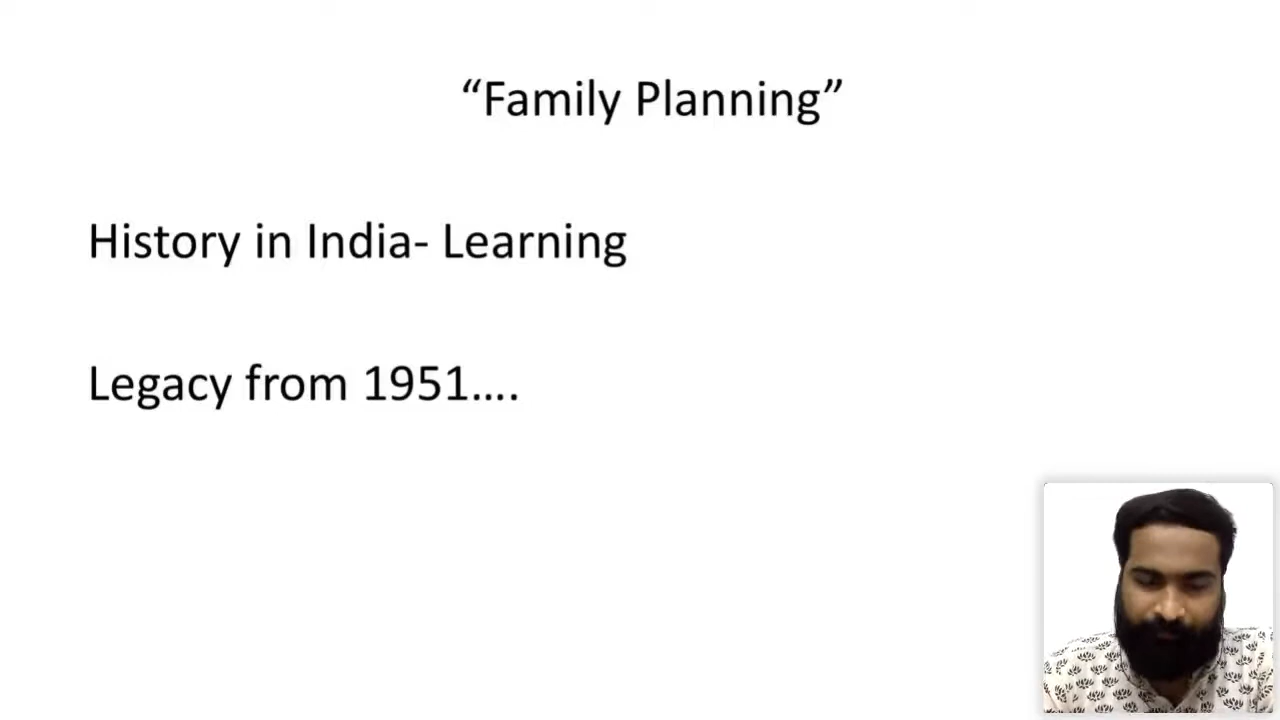 “Family Planning”
History in India- Learning
Legacy from 1951....